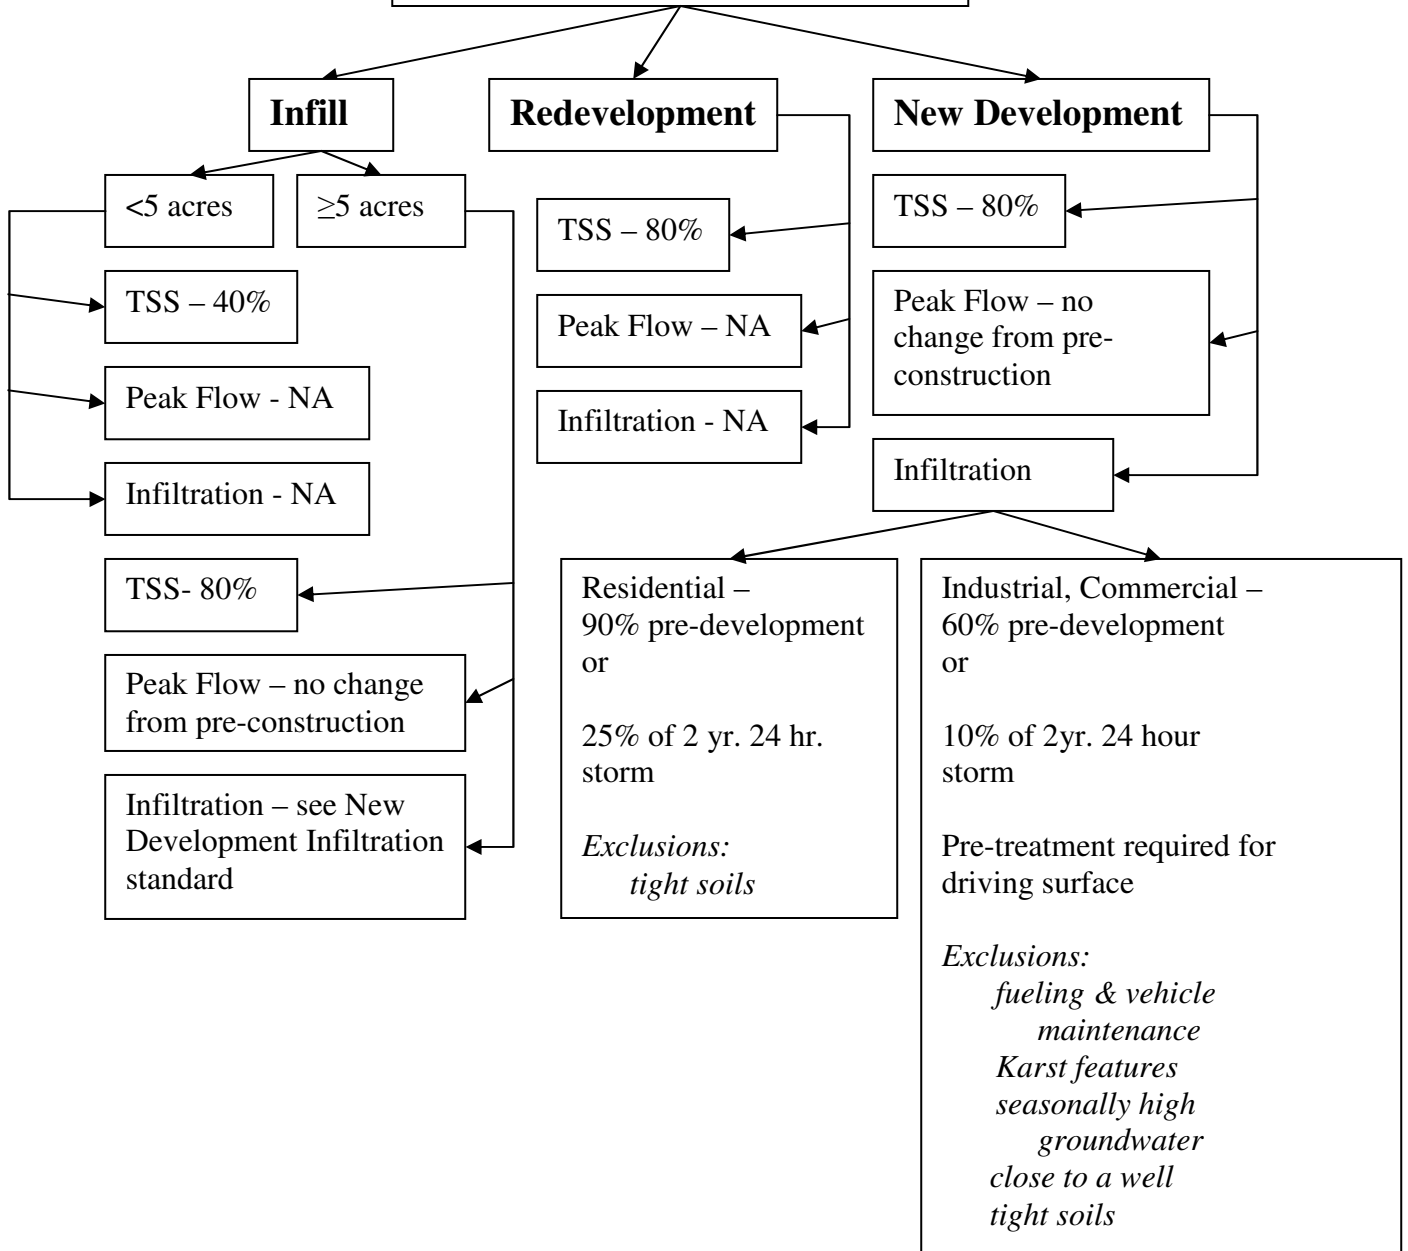 Infill
Redevelopment
New Development
<5 acres
≥5 acres
TSS – 40%
Peak Flow - NA
Infiltration - NA
TSS- 80%
Peak Flow – no change
from pre-construction
Infiltration – see New
Development Infiltration
standard
TSS – 80%
Peak Flow – NA
Infiltration - NA
TSS – 80%
Peak Flow – no
change from pre-
construction
Infiltration
Residential –
90% pre-development
or
25% of 2 yr. 24 hr.
storm
Exclusions:
tight soils
Industrial, Commercial –
60% pre-development
or
10% of 2yr. 24 hour
storm
Pre-treatment required for
driving surface
Exclusions:
fueling & vehicle
maintenance
Karst features
seasonally high
groundwater
close to a well
tight soils